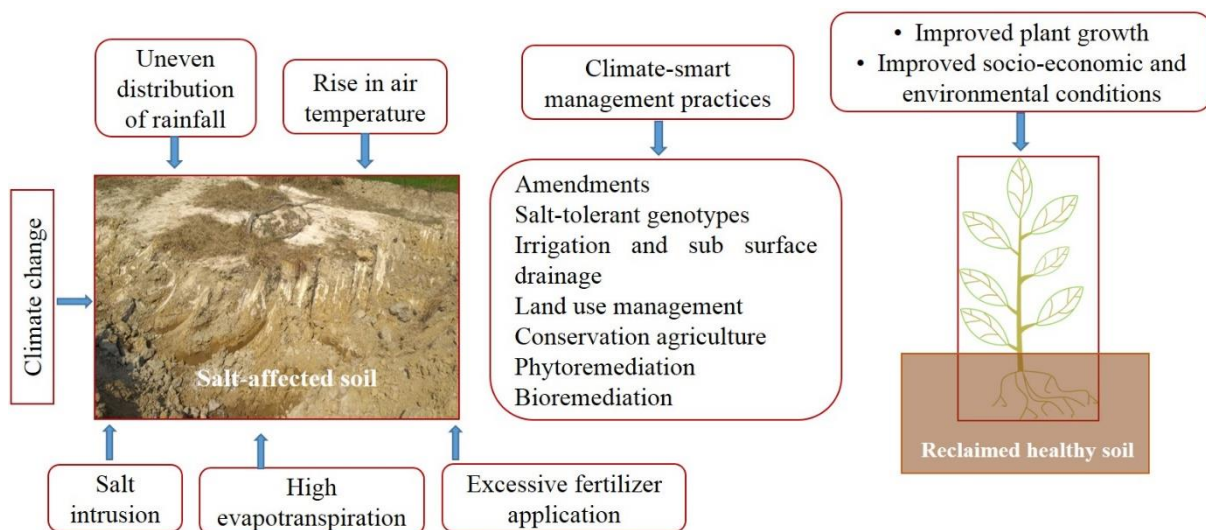 Uneven
distribution
of rainfall
Rise in air
temperature
Climate change
Salt-affected soil
Salt
intrusion
High
evapotranspiration
Excessive fertilizer
application
Climate-smart
management practices
Amendments
Salt-tolerant genotypes
Irrigation and sub surface
drainage
Land use management
Conservation agriculture
Phytoremediation
Bioremediation
• Improved plant growth
• Improved socio-economic and
environmental conditions
Reclaimed healthy soil